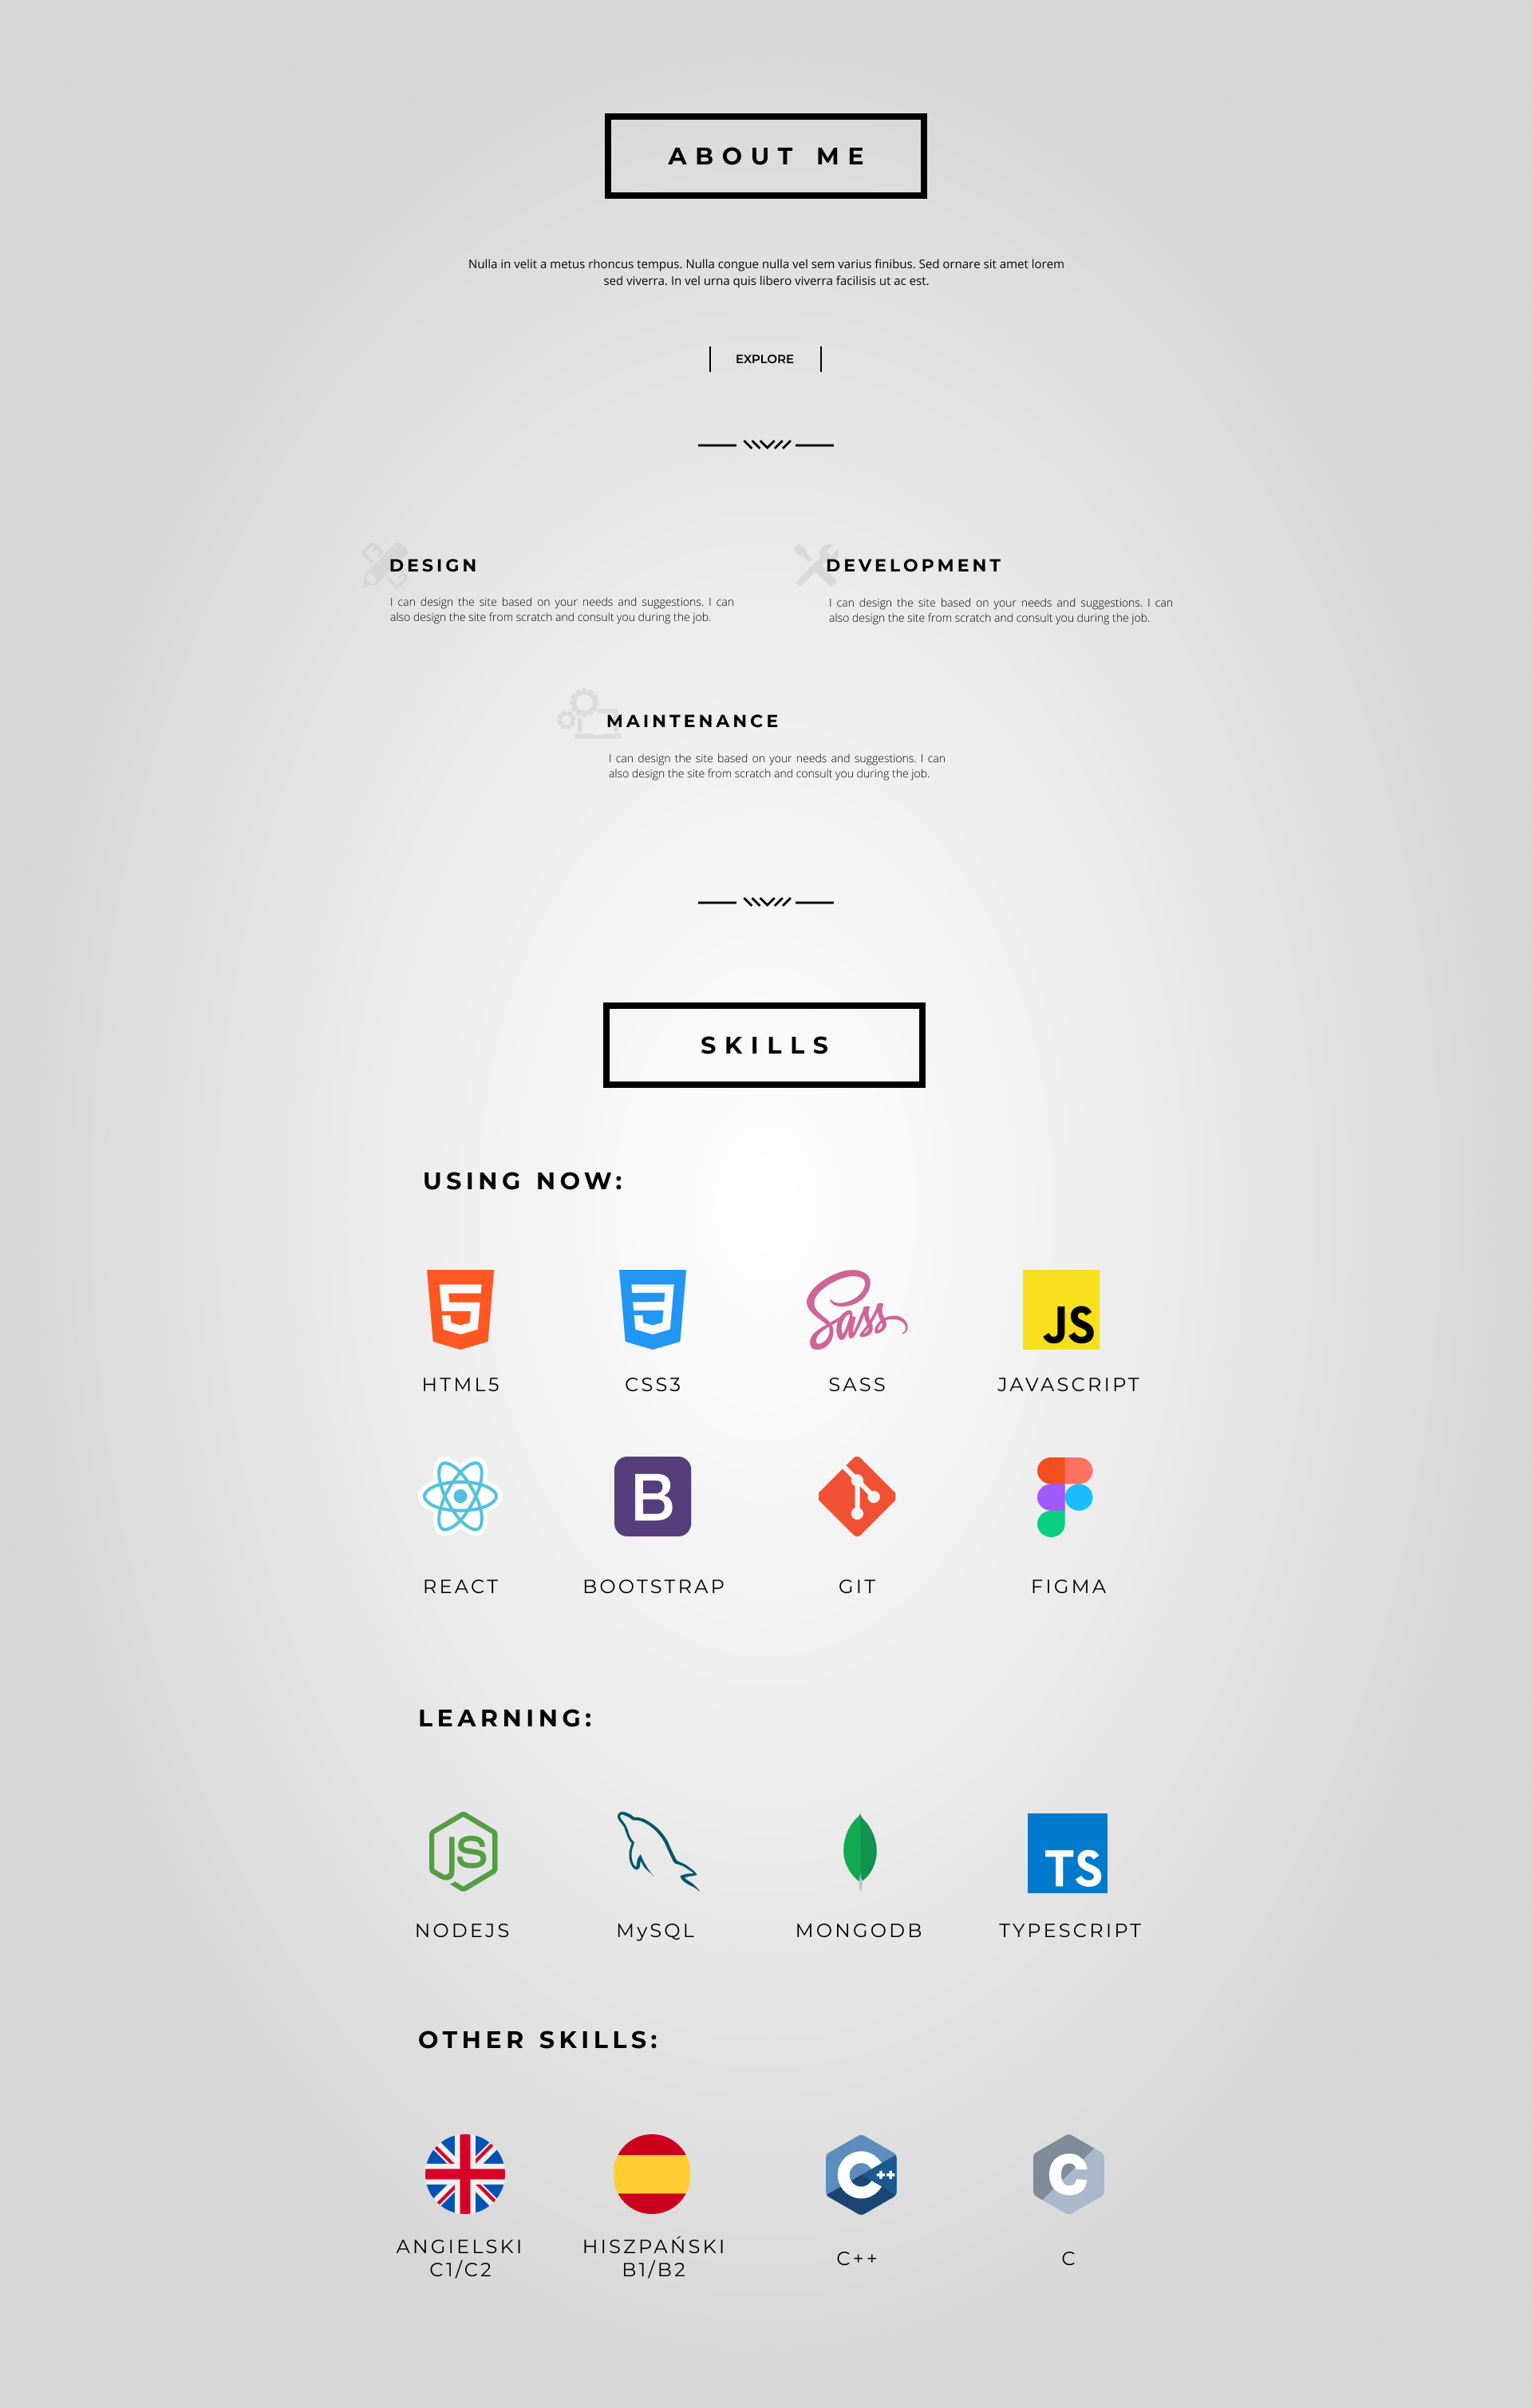 ABOUT ME
Nulla in velit a metus rhoncus tempus. Nulla congue nulla vel sem varius finibus. Sed ornare sit amet lorem
sed viverra. In vel urna quis libero viverra facilisis ut ac est.
EXPLORE
DESIGN
I can design the site based on your needs and suggestions. I can
also design the site from scratch and consult you during the job.
DEVELOPMENT
I can design the site based on your needs and suggestions. I can
also design the site from scratch and consult you during the job.
MAINTENANCE
I can design the site based on your needs and suggestions. I can
also design the site from scratch and consult you during the job.
SKILLS
USING NOW:
Sass
JS
HTML5
CSS3
SASS
JAVASCRIPT
B
REACT
BOOTSTRAP
GIT
FIGMA
LEARNING:
JS
TS
NODEJS
MySQL
MONGODB
TYPESCRIPT
OTHER SKILLS:
C++
C
ANGIELSKI
C1/C2
HISZPAŃSKI
B1/B2
C++
C